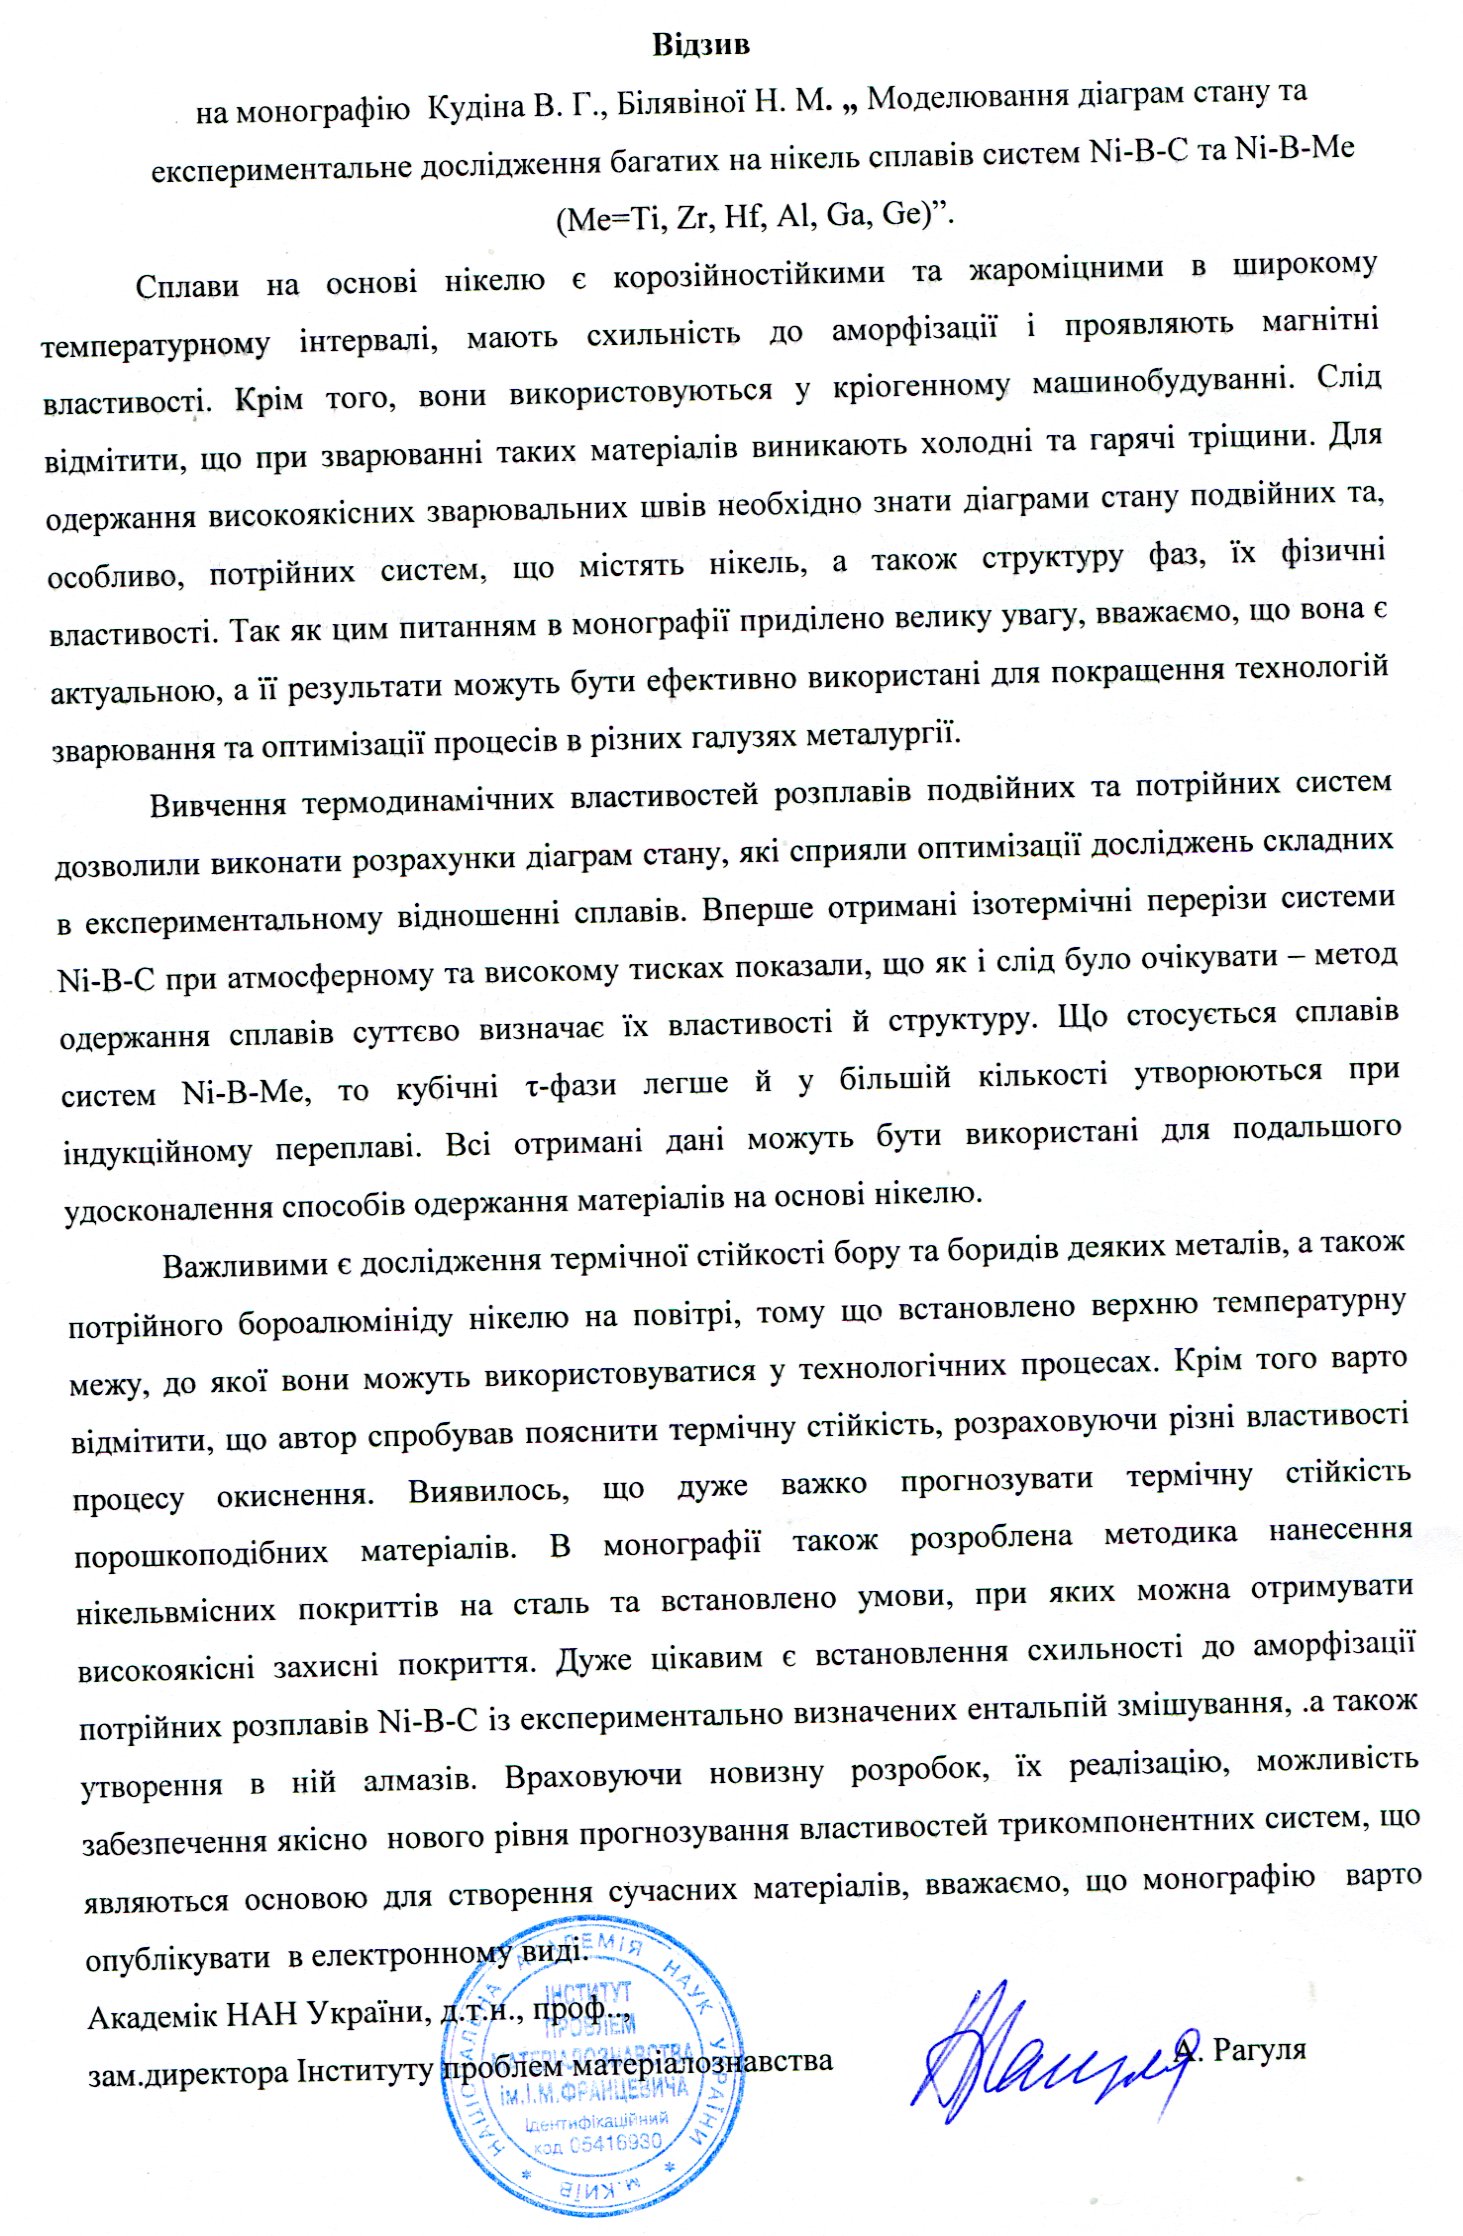 Відзив
на монографію Кудіна В. Г., Білявіної Н. М. „ Моделювання діаграм стану та
експериментальне дослідження багатих на нікель сплавів систем Ni-B-C та Ni-B-Me
(Me=Ti, Zr, Hf, Al, Ga, Ge)”.
Сплави на основі нікелю є корозійностійкими та жароміцними в широкому
температурному інтервалі, мають схильність до аморфізації і проявляють магнітні
властивості. Крім того, вони використовуються у кріогенному машинобудуванні. Слід
відмітити, що при зварюванні таких матеріалів виникають холодні та гарячі тріщини. Для
одержання високоякісних зварювальних швів необхідно знати діаграми стану подвійних та,
особливо, потрійних систем, що містять нікель, а також структуру фаз, їх фізичні
властивості. Так як цим питанням в монографії приділено велику увагу, вважаємо, що вона є
актуальною, а її результати можуть бути ефективно використані для покращення технологій
зварювання та оптимізації процесів в різних галузях металургії.
Вивчення термодинамічних властивостей розплавів подвійних та потрійних систем
дозволили виконати розрахунки діаграм стану, які сприяли оптимізації досліджень складних
в експериментальному відношенні сплавів. Вперше отримані ізотермічні перерізи системи
Ni-B-C при атмосферному та високому тисках показали, що як і слід було очікувати – метод
одержання сплавів суттєво визначає їх властивості й структуру. Що стосується сплавів
систем Ni-B-Me, то кубічні τ-фази легше й у більшій кількості утворюються при
індукційному переплаві. Всі отримані дані можуть бути використані для подальшого
удосконалення способів одержання матеріалів на основі нікелю.
Важливими є дослідження термічної стійкості бору та боридів деяких металів, а також
потрійного бороалюмініду нікелю на повітрі, тому що встановлено верхню температурну
межу, до якої вони можуть використовуватися у технологічних процесах. Крім того варто
відмітити, що автор спробував пояснити термічну стійкість, розраховуючи різні властивості
процесу окиснення. Виявилось, що дуже важко прогнозувати термічну стійкість
порошкоподібних матеріалів. В монографії також розроблена методика нанесення
нікельвмісних покриттів на сталь та встановлено умови, при яких можна отримувати
високоякісні захисні покриття. Дуже цікавим є встановлення схильності до аморфізації
потрійних розплавів Ni-B-C із експериментально визначених ентальпій змішування, .а також
утворення в ній алмазів. Враховуючи новизну розробок, їх реалізацію, можливість
забезпечення якісно нового рівня прогнозування властивостей трикомпонентних систем, що
являються основою для створення сучасних матеріалів, вважаємо, що монографію варто
опублікувати в електронному виді.
Академік НАН України, д.т.н., проф..,
зам.директора Інституту проблем матеріалознавства
А. Рагуля
НАЦІОНАЛЬНА АКАДЕМІЯ НАУК УКРАЇНИ * м.КИЇВ *
ІНСТИТУТ
ПРОБЛЕМ
МАТЕРІАЛОЗНАВСТВА
ім.І.М.ФРАНЦЕВИЧА
Ідентифікаційний
код 05416930